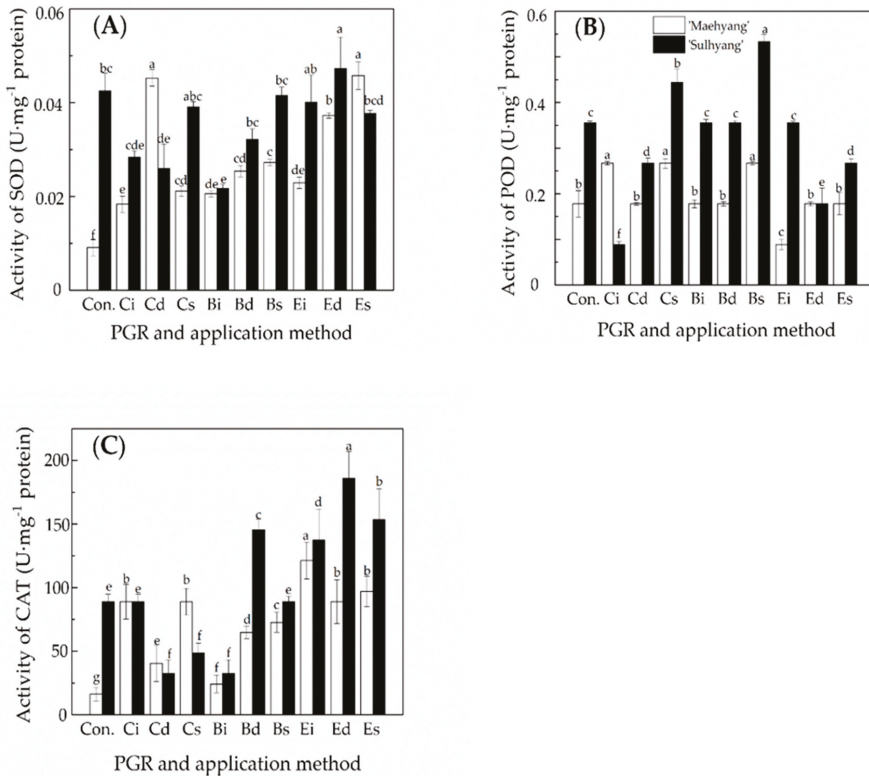 (A)
Activity of SOD (U·mg⁻¹ protein)
0.06
0.04
0.02
0
f bc e cde a de cd abc de e cd bc c bc de ab b a a bcd
Con. Ci Cd Cs Bi Bd Bs Ei Ed Es
PGR and application method
(B)
'Maehyang'
'Sulhyang'
Activity of POD (U·mg⁻¹ protein)
0.6
0.4
0.2
0
b c a f b d a b b c b c a a c c b e b d
Con. Ci Cd Cs Bi Bd Bs Ei Ed Es
PGR and application method
(C)
Activity of CAT (U·mg⁻¹ protein)
200
150
100
50
0
g e b e e f b f f f d c c e a d b a b b
Con. Ci Cd Cs Bi Bd Bs Ei Ed Es
PGR and application method